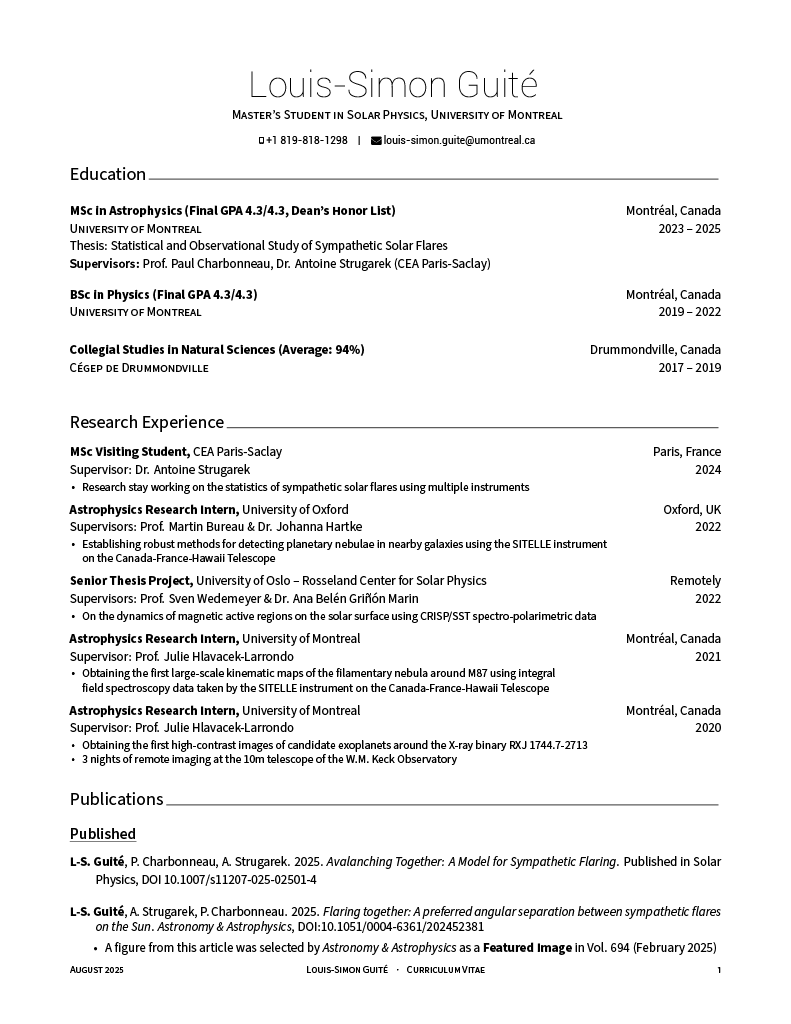 Louis-Simon Guité
Master's Student in Solar Physics, University of Montreal
+1 819-818-1298 | louis-simon.guite@umontreal.ca
Education
MSc in Astrophysics (Final GPA 4.3/4.3, Dean's Honor List) Montréal, Canada
University of Montreal 2023 – 2025
Thesis: Statistical and Observational Study of Sympathetic Solar Flares
Supervisors: Prof. Paul Charbonneau, Dr. Antoine Strugarek (CEA Paris-Saclay)
BSc in Physics (Final GPA 4.3/4.3) Montréal, Canada
University of Montreal 2019 – 2022
Collegial Studies in Natural Sciences (Average: 94%) Drummondville, Canada
Cégep de Drummondville 2017 – 2019
Research Experience
MSc Visiting Student, CEA Paris-Saclay Paris, France
Supervisor: Dr. Antoine Strugarek 2024
• Research stay working on the statistics of sympathetic solar flares using multiple instruments
Astrophysics Research Intern, University of Oxford Oxford, UK
Supervisors: Prof. Martin Bureau & Dr. Johanna Hartke 2022
• Establishing robust methods for detecting planetary nebulae in nearby galaxies using the SITELLE instrument
on the Canada-France-Hawaii Telescope
Senior Thesis Project, University of Oslo – Rosseland Center for Solar Physics Remotely
Supervisors: Prof. Sven Wedemeyer & Dr. Ana Belén Griñón Marin 2022
• On the dynamics of magnetic active regions on the solar surface using CRISP/SST spectro-polarimetric data
Astrophysics Research Intern, University of Montreal Montréal, Canada
Supervisor: Prof. Julie Hlavacek-Larrondo 2021
• Obtaining the first large-scale kinematic maps of the filamentary nebula around M87 using integral
field spectroscopy data taken by the SITELLE instrument on the Canada-France-Hawaii Telescope
Astrophysics Research Intern, University of Montreal Montréal, Canada
Supervisor: Prof. Julie Hlavacek-Larrondo 2020
• Obtaining the first high-contrast images of candidate exoplanets around the X-ray binary RXJ 1744.7-2713
• 3 nights of remote imaging at the 10m telescope of the W.M. Keck Observatory
Publications
Published
L-S. Guité, P. Charbonneau, A. Strugarek. 2025. Avalanching Together: A Model for Sympathetic Flaring. Published in Solar
Physics, DOI 10.1007/s11207-025-02501-4
L-S. Guité, A. Strugarek, P. Charbonneau. 2025. Flaring together: A preferred angular separation between sympathetic flares
on the Sun. Astronomy & Astrophysics, DOI:10.1051/0004-6361/202452381
• A figure from this article was selected by Astronomy & Astrophysics as a Featured Image in Vol. 694 (February 2025)
August 2025 Louis-Simon Guité · Curriculum Vitae 1